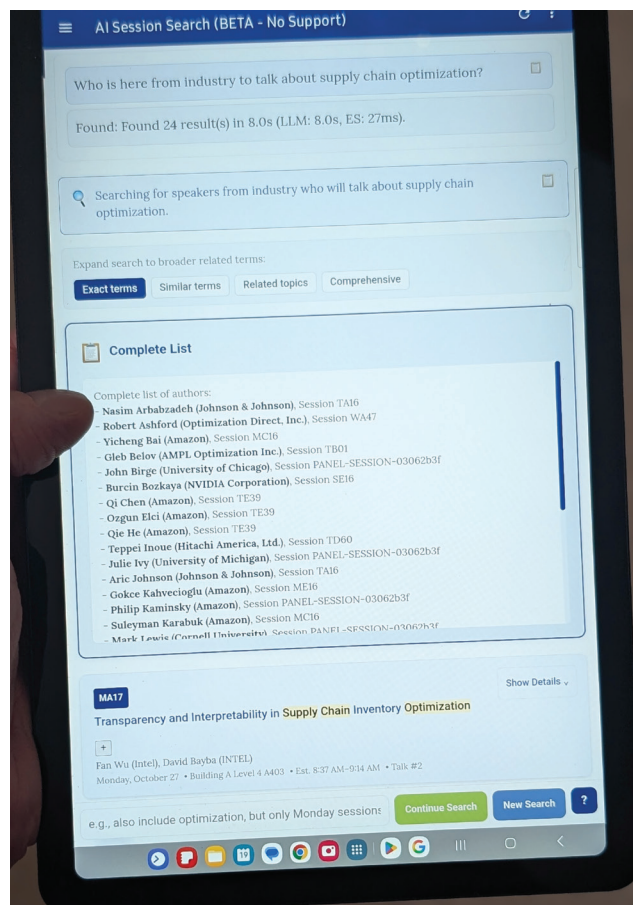 AI Session Search (BETA - No Support)
Who is here from industry to talk about supply chain optimization?
Found: Found 24 result(s) in 8.0s (LLM: 8.0s, ES: 27ms).
Searching for speakers from industry who will talk about supply chain
optimization.
Expand search to broader related terms:
Exact terms Similar terms Related topics Comprehensive
Complete List
Complete list of authors:
- Nasim Arbabzadeh (Johnson & Johnson), Session TA16
- Robert Ashford (Optimization Direct, Inc.), Session WA47
- Yicheng Bai (Amazon), Session MC16
- Gleb Belov (AMPL Optimization Inc.), Session TB01
- John Birge (University of Chicago), Session PANEL-SESSION-03062b3f
- Burcin Bozkaya (NVIDIA Corporation), Session SE16
- Qi Chen (Amazon), Session TE39
- Ozgun Elci (Amazon), Session TE39
- Qie He (Amazon), Session TE39
- Teppei Inoue (Hitachi America, Ltd.), Session TD60
- Julie Ivy (University of Michigan), Session PANEL-SESSION-03062b3f
- Aric Johnson (Johnson & Johnson), Session TA16
- Gokce Kahvecioglu (Amazon), Session ME16
- Philip Kaminsky (Amazon), Session PANEL-SESSION-03062b3f
- Suleyman Karabuk (Amazon), Session MC16
- Mark Lewis (Cornell University), Session PANEL-SESSION-03062b3f
MA17
Show Details
Transparency and Interpretability in Supply Chain Inventory Optimization
+
Fan Wu (Intel), David Bayba (INTEL)
Monday, October 27 • Building A Level 4 A403 • Est. 8:37 AM–9:14 AM • Talk #2
e.g., also include optimization, but only Monday sessions
Continue Search New Search ?
19